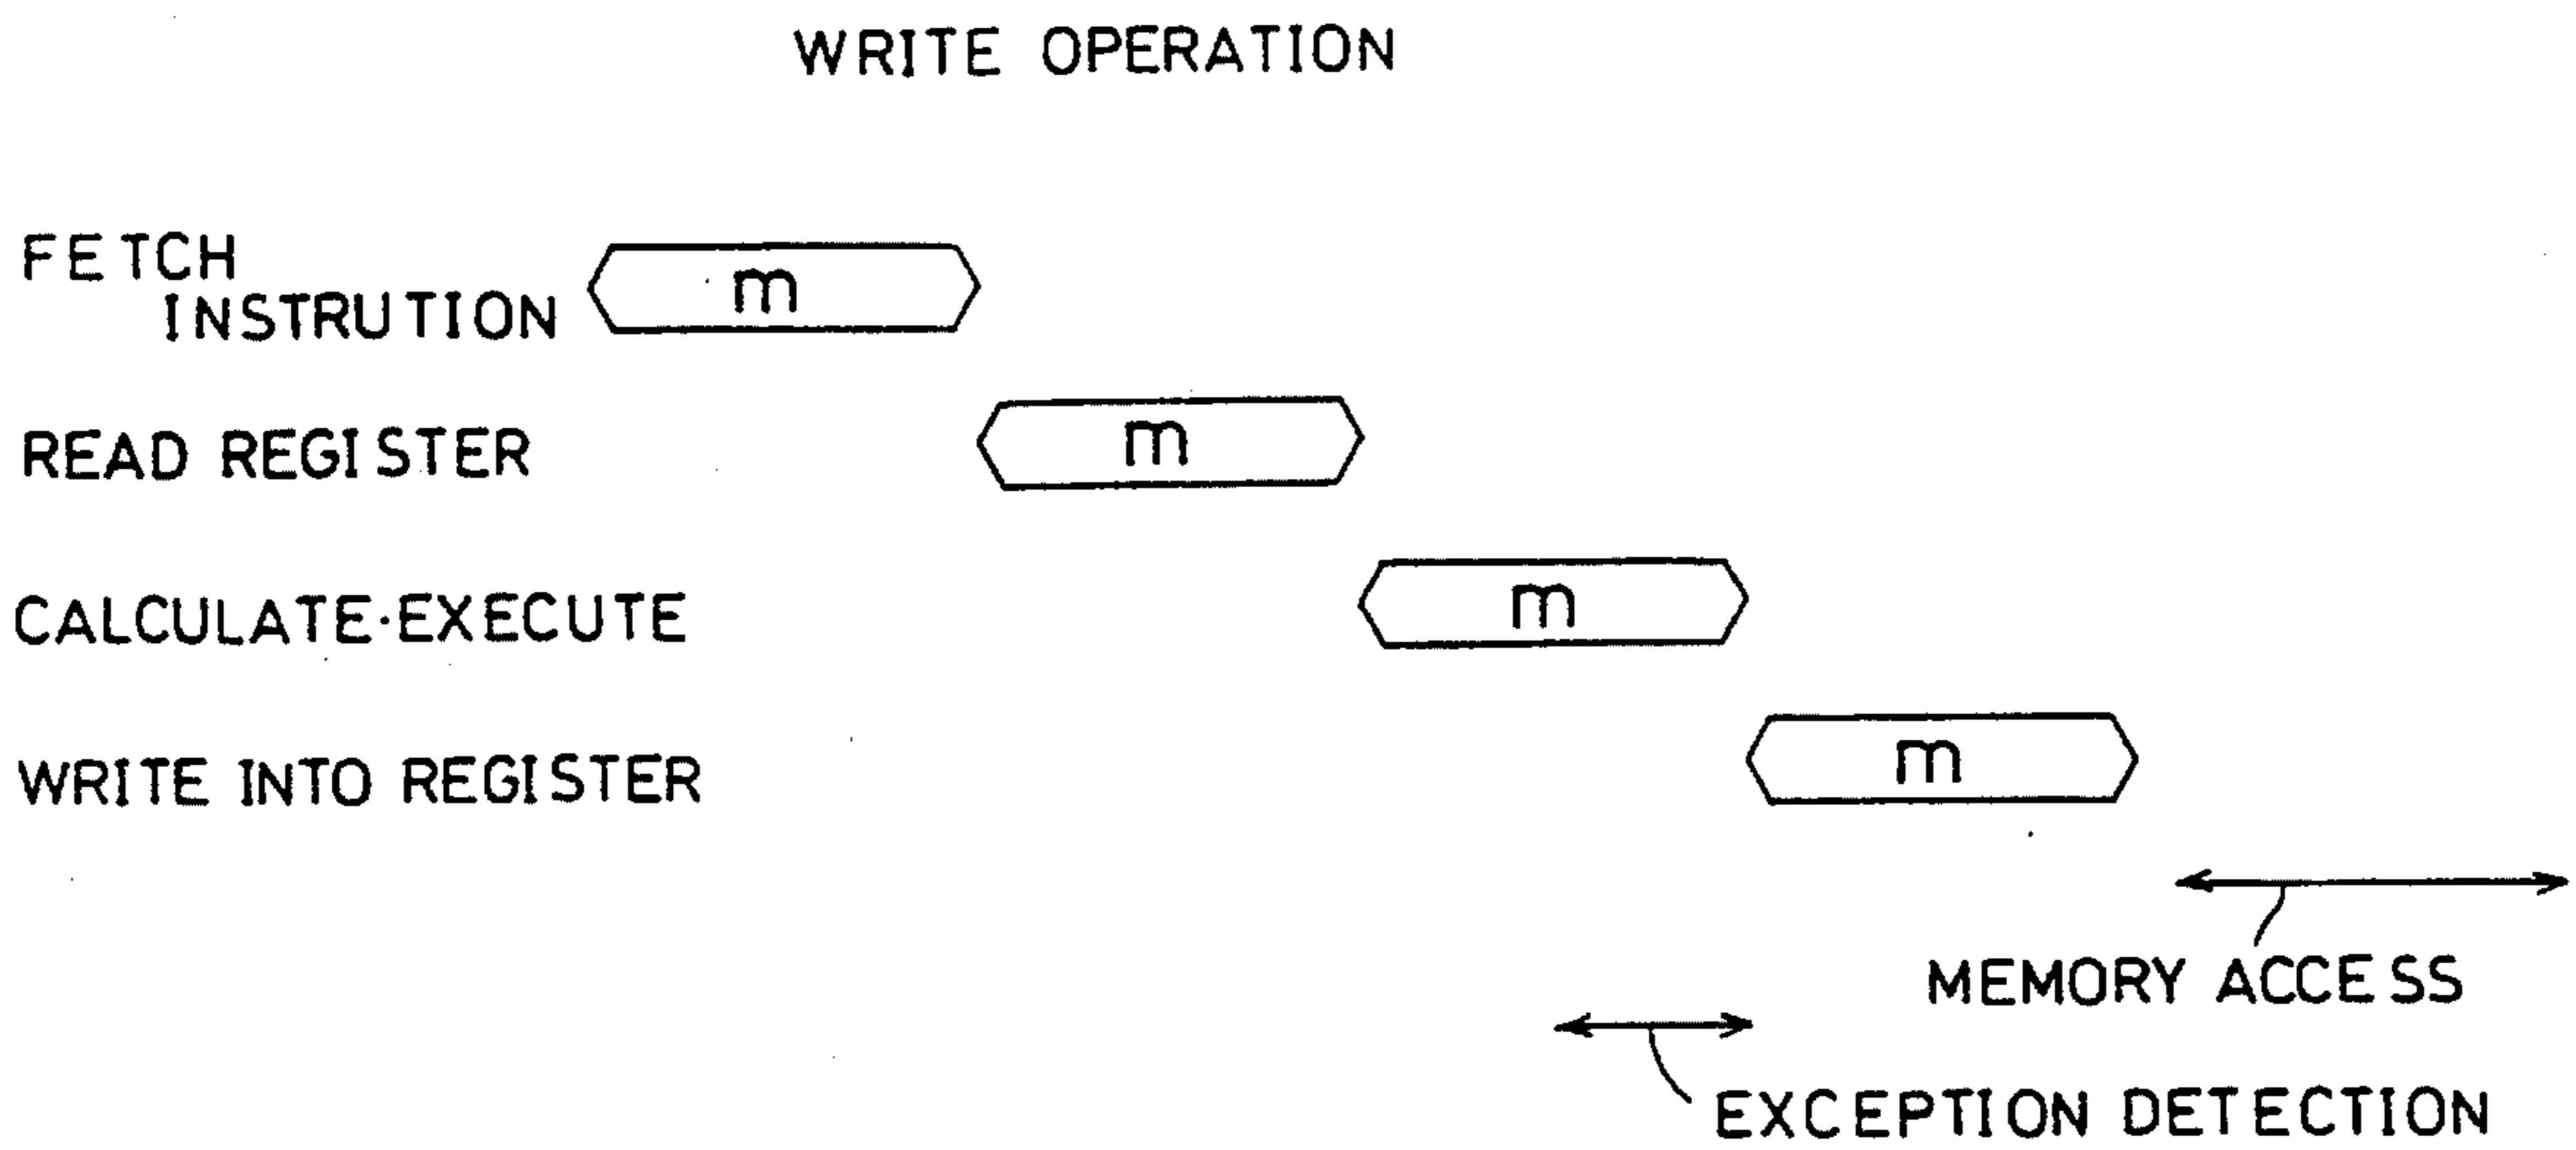 WRITE OPERATION
FETCH
INSTRUTION
m
READ REGISTER
m
CALCULATE·EXECUTE
m
WRITE INTO REGISTER
m
MEMORY ACCESS
EXCEPTION DETECTION